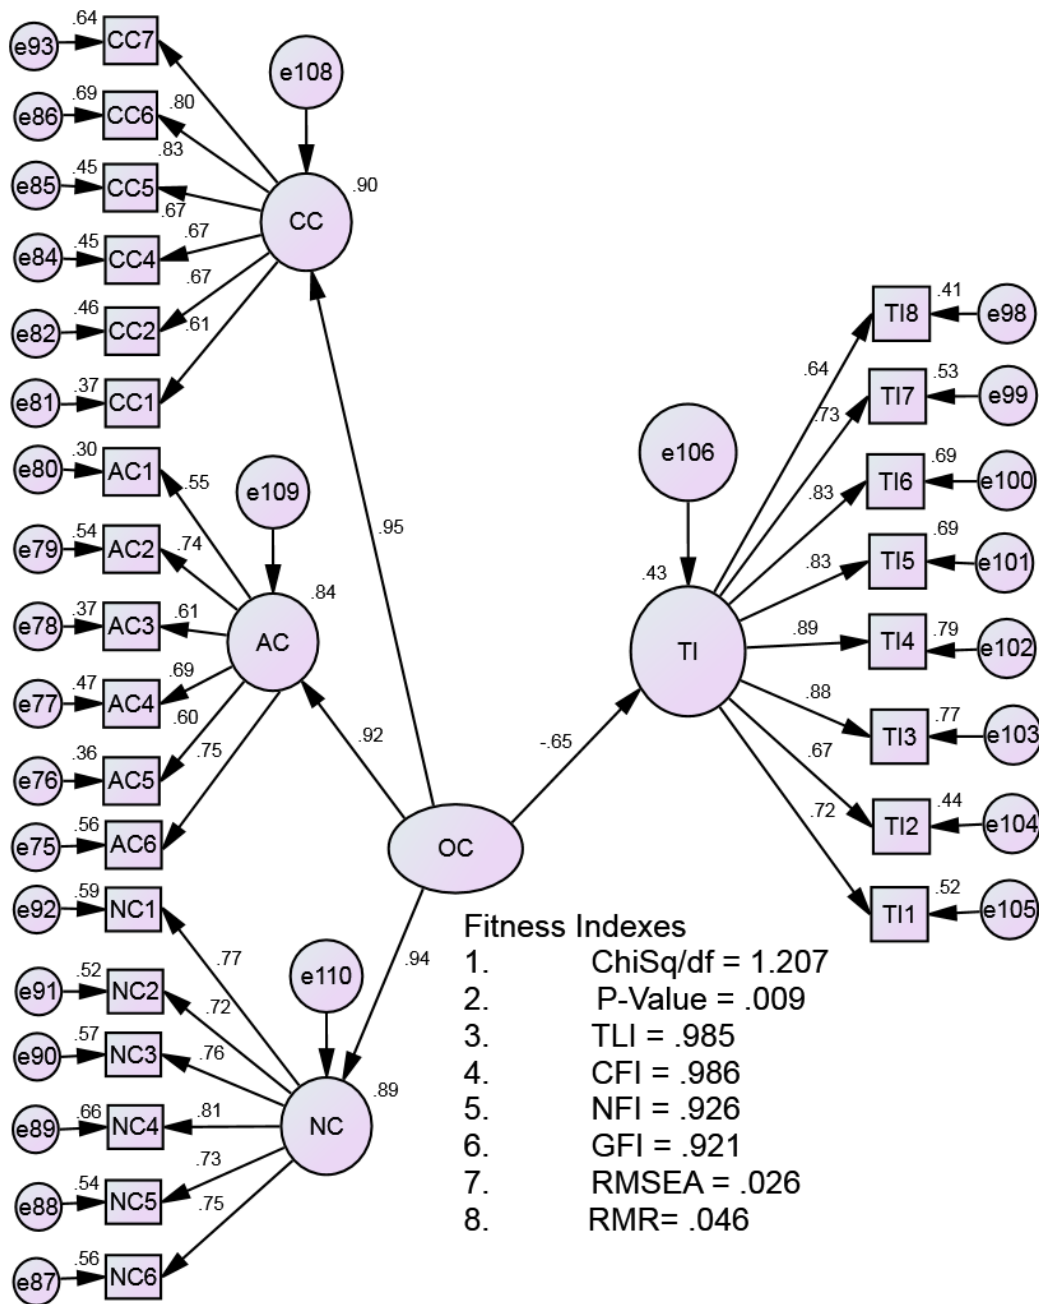 e93 .64 CC7
e108
e86 .69 CC6 .80
.83
e85 .45 CC5
.67
CC .90
e84 .45 CC4 .67
.67
e82 .46 CC2 .61
e81 .37 CC1
e80 .30 AC1 .55
e109
e79 .54 AC2 .74
e78 .37 AC3 .61
AC .84
e77 .47 AC4 .69
.60
e76 .36 AC5 .75
e75 .56 AC6
.95
.92
-.65
OC
e92 .59 NC1
.77
e110
.94
e91 .52 NC2 .72
e90 .57 NC3 .76
e89 .66 NC4 .81
NC .89
e88 .54 NC5 .73
.75
e87 .56 NC6
TI8 .41 e98
.64
TI7 .53 e99
.73
e106
TI6 .69 e100
.83
TI5 .69 e101
.83
.43
TI
.89 TI4 .79 e102
.88 TI3 .77 e103
.67 TI2 .44 e104
.72 TI1 .52 e105
Fitness Indexes
1. ChiSq/df = 1.207
2. P-Value = .009
3. TLI = .985
4. CFI = .986
5. NFI = .926
6. GFI = .921
7. RMSEA = .026
8. RMR= .046